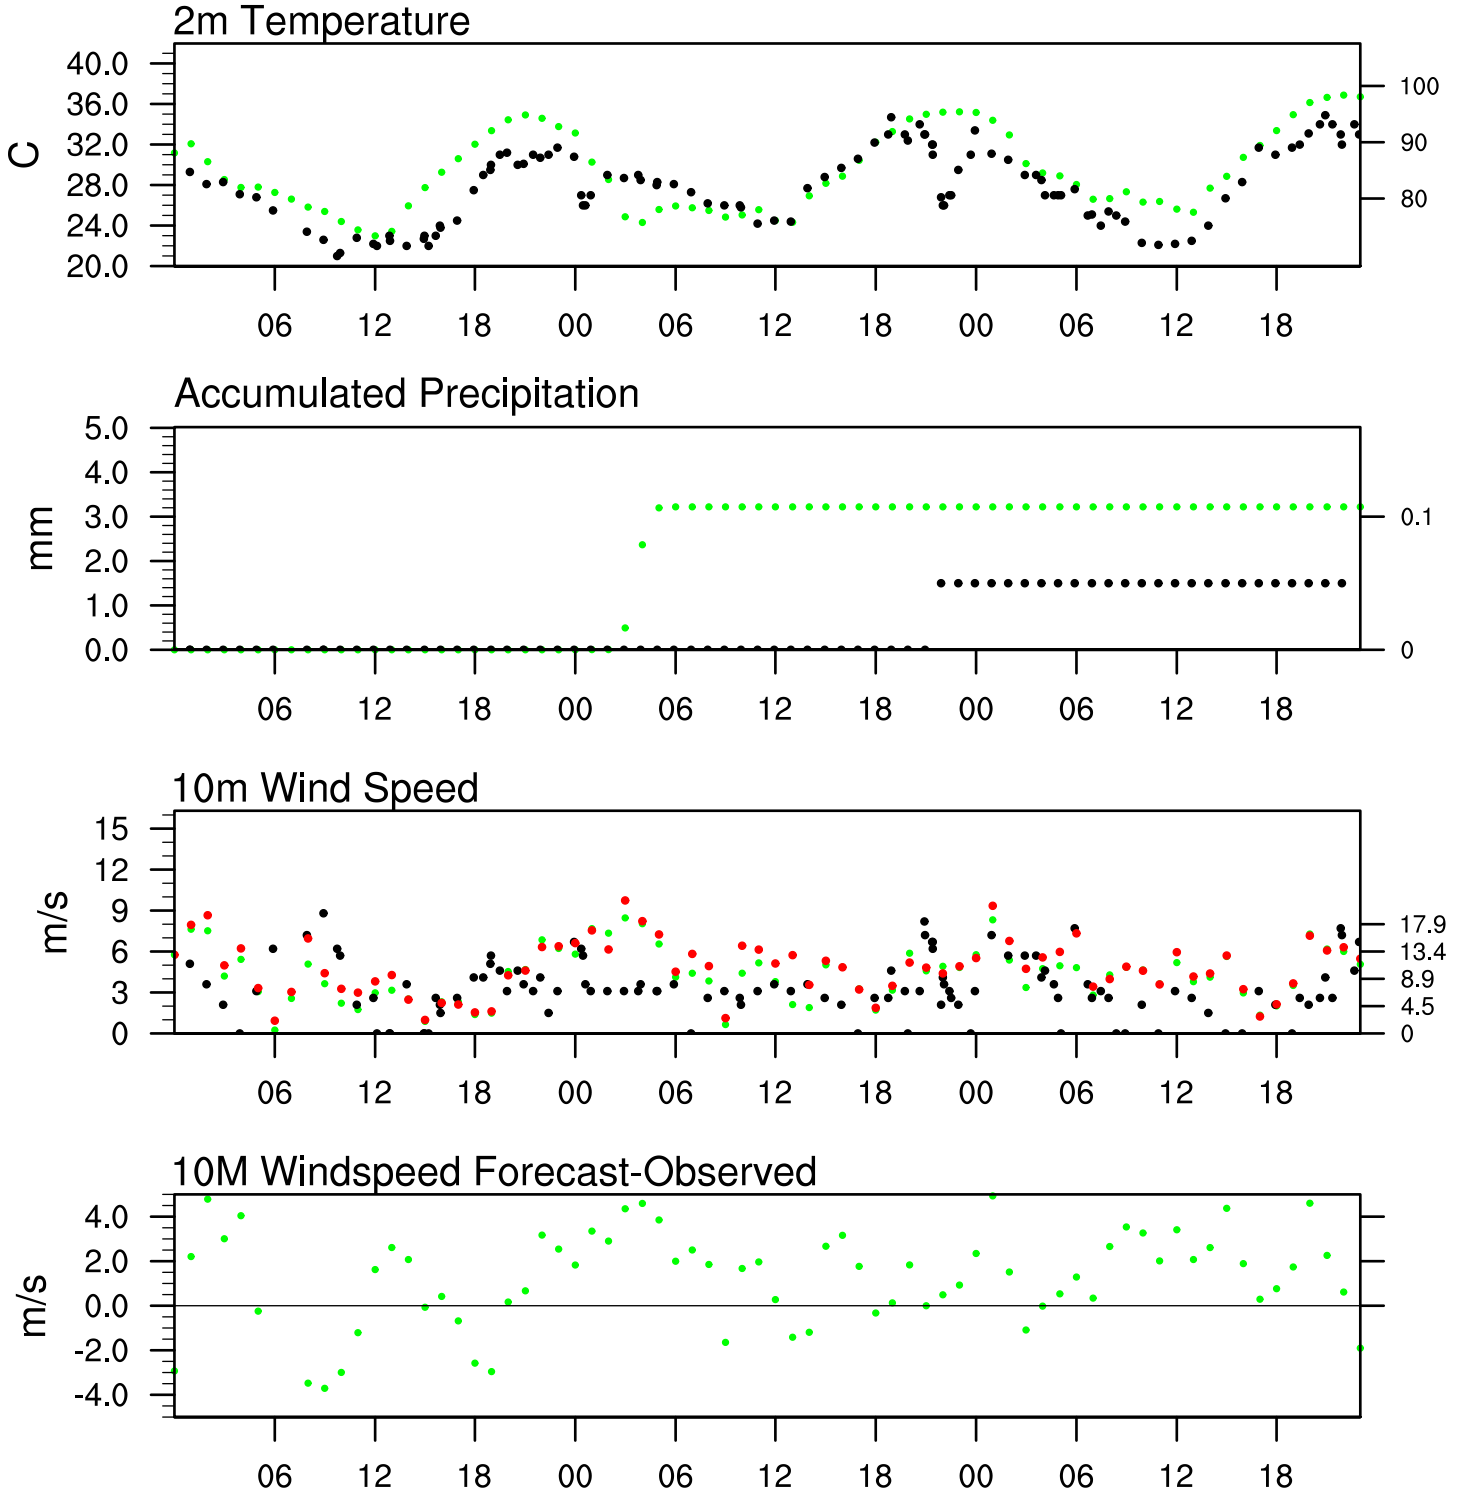 2m Temperature
40.0
36.0
32.0
28.0
24.0
20.0
C
100
90
80
06 12 18 00 06 12 18 00 06 12 18
Accumulated Precipitation
5.0
4.0
3.0
2.0
1.0
0.0
mm
0.1
0
06 12 18 00 06 12 18 00 06 12 18
10m Wind Speed
15
12
9
6
3
0
m/s
17.9
13.4
8.9
4.5
0
06 12 18 00 06 12 18 00 06 12 18
10M Windspeed Forecast-Observed
4.0
2.0
0.0
-2.0
-4.0
m/s
06 12 18 00 06 12 18 00 06 12 18